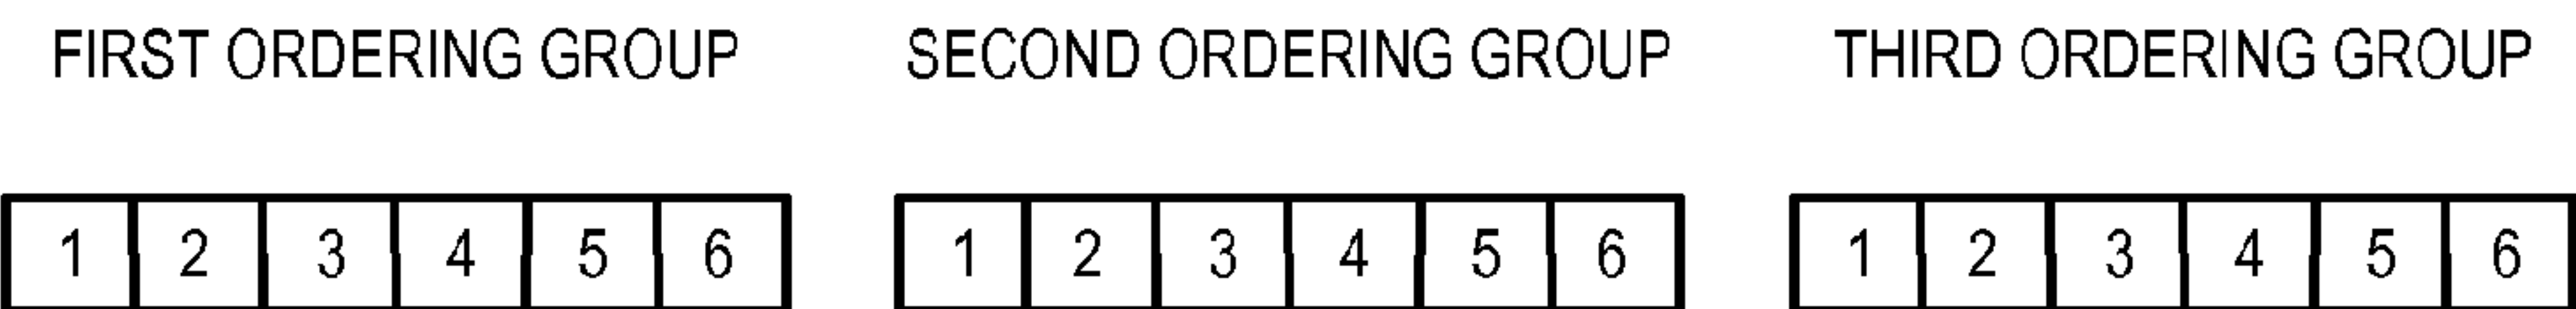 FIRST ORDERING GROUP SECOND ORDERING GROUP THIRD ORDERING GROUP
1 2 3 4 5 6 1 2 3 4 5 6 1 2 3 4 5 6